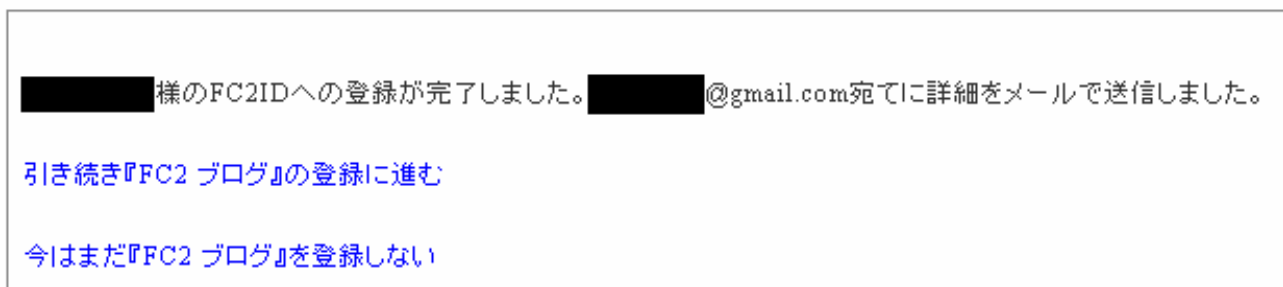 様のFC2IDへの登録が完了しました。@gmail.com宛てに詳細をメールで送信しました。
引き続き『FC2 ブログ』の登録に進む
今はまだ『FC2 ブログ』を登録しない